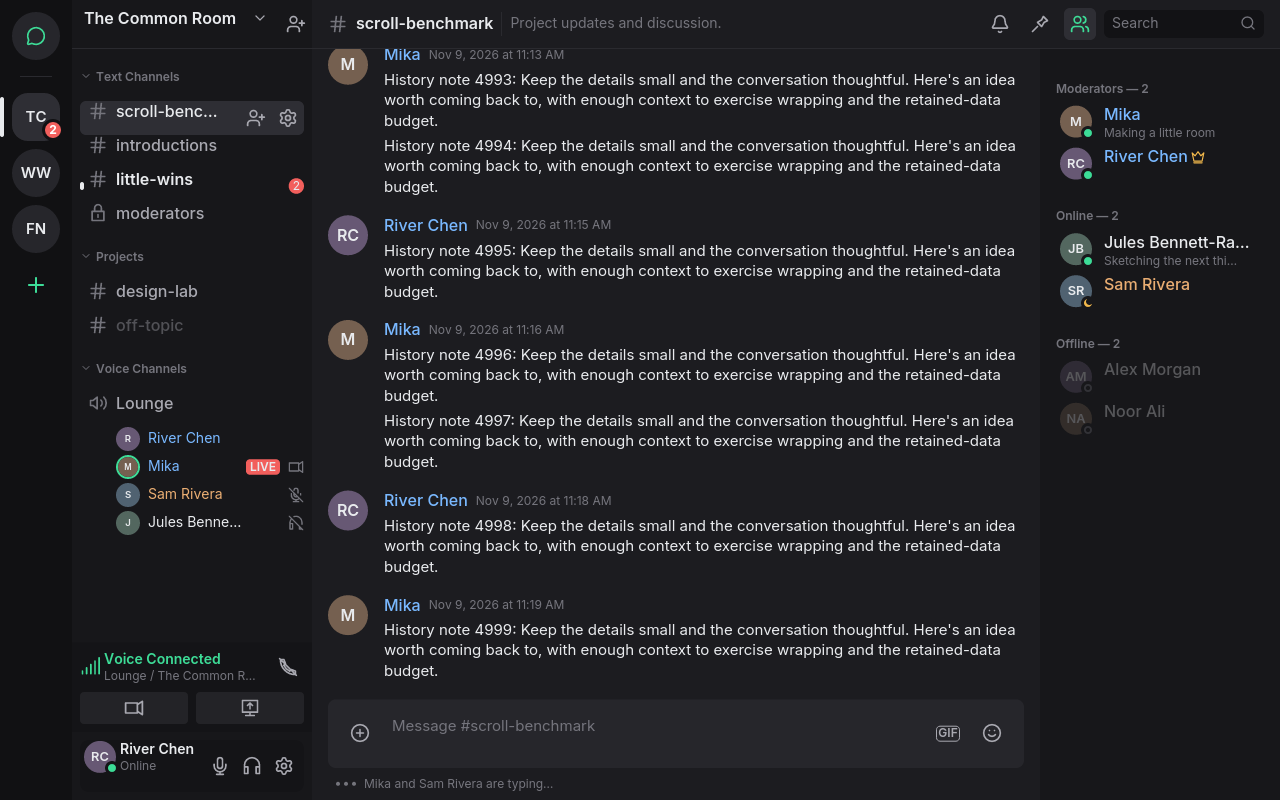 TC
2
WW
FN
The Common Room
Text Channels
scroll-benc...
introductions
little-wins
2
moderators
Projects
design-lab
off-topic
Voice Channels
Lounge
R
River Chen
M
Mika
LIVE
S
Sam Rivera
J
Jules Benne...
Voice Connected
Lounge / The Common R...
RC
River Chen
Online
scroll-benchmark
Project updates and discussion.
Search
M
Mika Nov 9, 2026 at 11:13 AM
History note 4993: Keep the details small and the conversation thoughtful. Here's an idea
worth coming back to, with enough context to exercise wrapping and the retained-data
budget.
History note 4994: Keep the details small and the conversation thoughtful. Here's an idea
worth coming back to, with enough context to exercise wrapping and the retained-data
budget.
RC
River Chen Nov 9, 2026 at 11:15 AM
History note 4995: Keep the details small and the conversation thoughtful. Here's an idea
worth coming back to, with enough context to exercise wrapping and the retained-data
budget.
M
Mika Nov 9, 2026 at 11:16 AM
History note 4996: Keep the details small and the conversation thoughtful. Here's an idea
worth coming back to, with enough context to exercise wrapping and the retained-data
budget.
History note 4997: Keep the details small and the conversation thoughtful. Here's an idea
worth coming back to, with enough context to exercise wrapping and the retained-data
budget.
RC
River Chen Nov 9, 2026 at 11:18 AM
History note 4998: Keep the details small and the conversation thoughtful. Here's an idea
worth coming back to, with enough context to exercise wrapping and the retained-data
budget.
M
Mika Nov 9, 2026 at 11:19 AM
History note 4999: Keep the details small and the conversation thoughtful. Here's an idea
worth coming back to, with enough context to exercise wrapping and the retained-data
budget.
Message #scroll-benchmark
GIF
Mika and Sam Rivera are typing...
Moderators — 2
M
Mika
Making a little room
RC
River Chen
Online — 2
JB
Jules Bennett-Ra...
Sketching the next thi...
SR
Sam Rivera
Offline — 2
AM
Alex Morgan
NA
Noor Ali